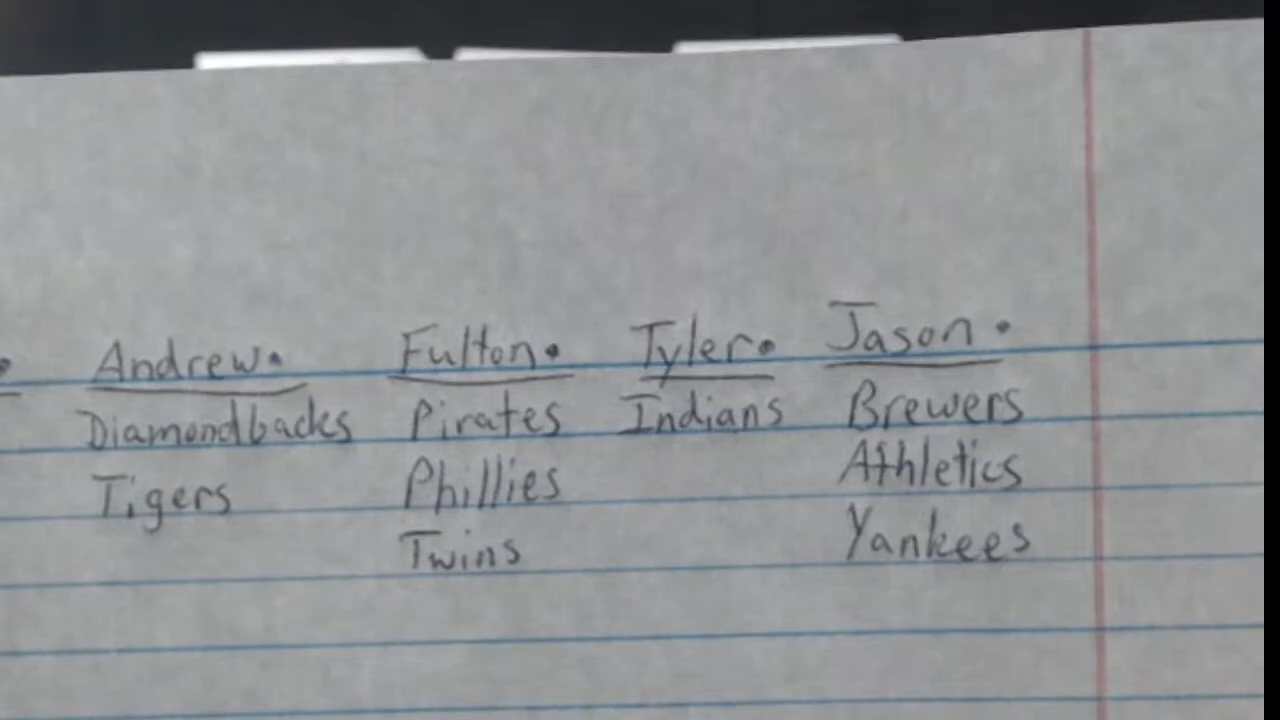 Andrew• Fulton• Tyler• Jason•
Diamondbacks Pirates Indians Brewers
Tigers Phillies Athletics
Twins Yankees